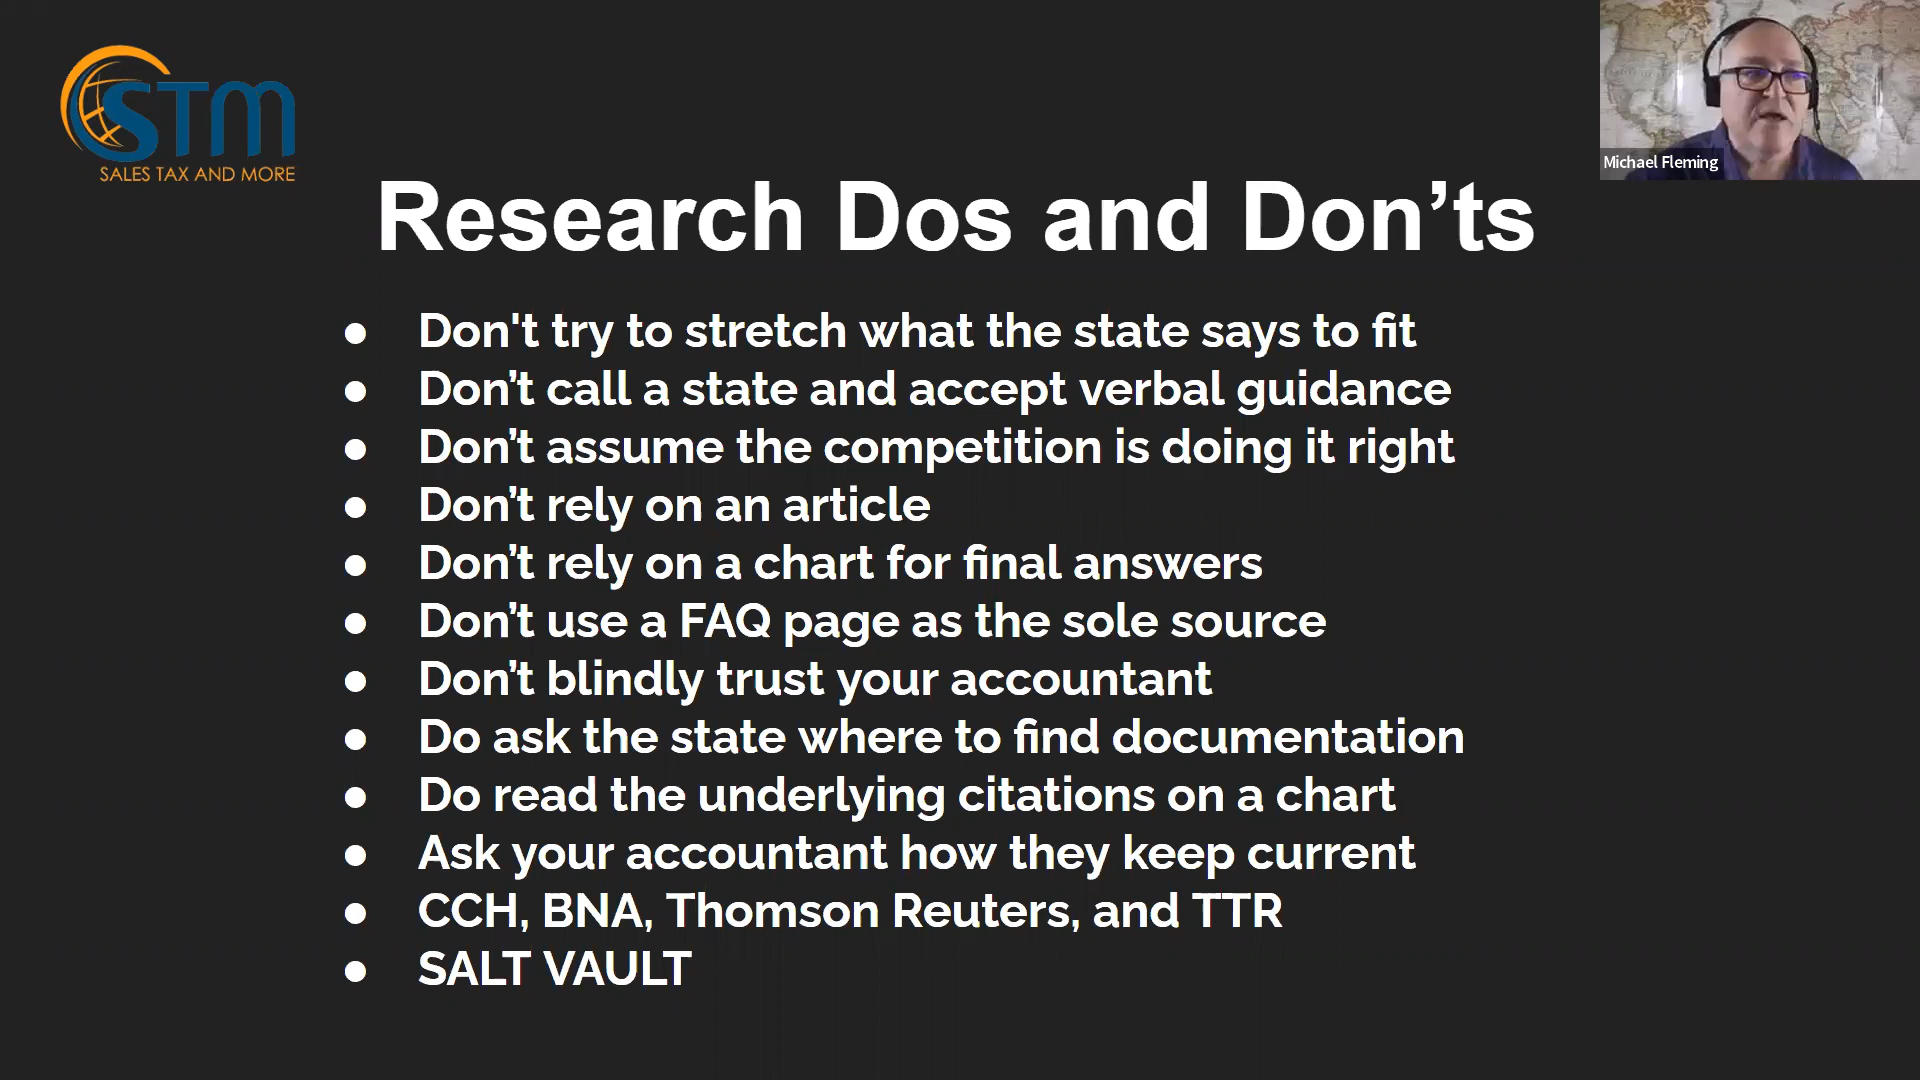 STM
SALES TAX AND MORE
Michael Fleming
Research Dos and Don’ts
● Don't try to stretch what the state says to fit
● Don’t call a state and accept verbal guidance
● Don’t assume the competition is doing it right
● Don’t rely on an article
● Don’t rely on a chart for final answers
● Don’t use a FAQ page as the sole source
● Don’t blindly trust your accountant
● Do ask the state where to find documentation
● Do read the underlying citations on a chart
● Ask your accountant how they keep current
● CCH, BNA, Thomson Reuters, and TTR
● SALT VAULT